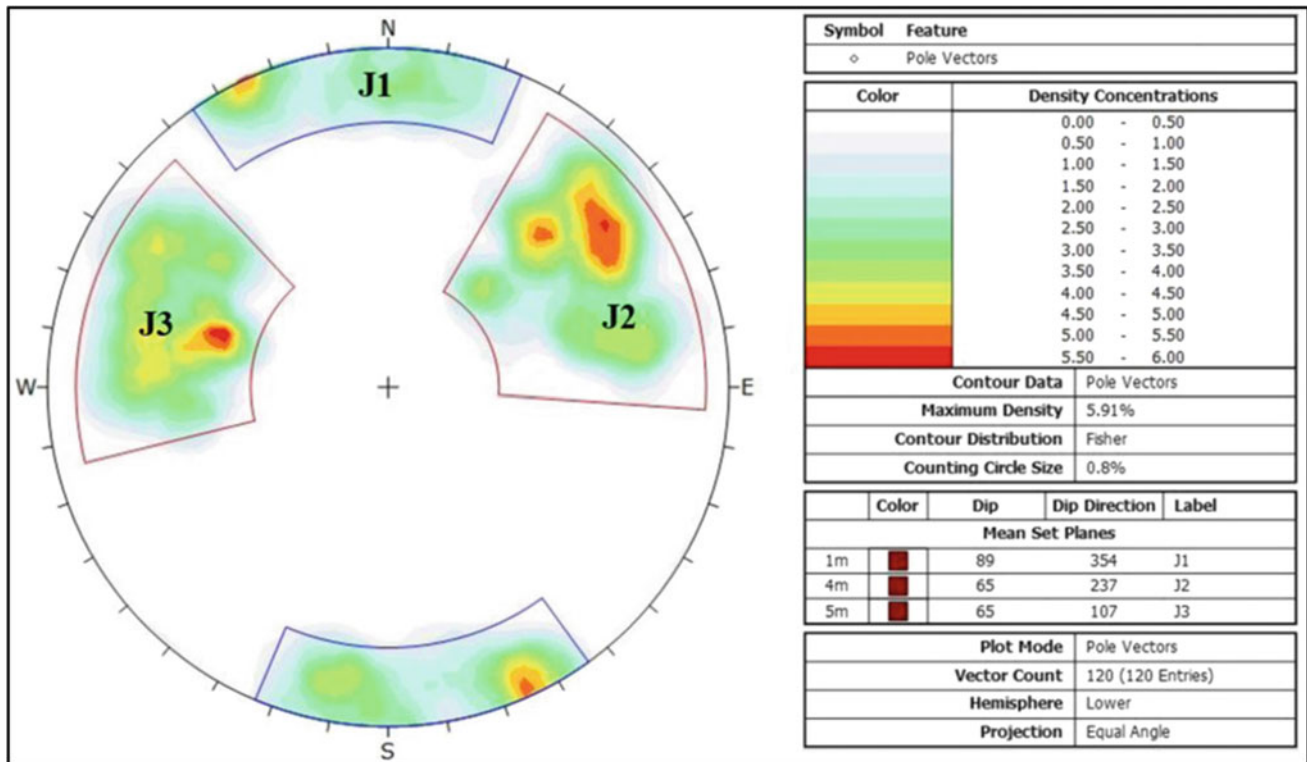 N
J1
J2
J3
W
E
S
Symbol Feature
Pole Vectors
Color Density Concentrations
0.00 - 0.50
0.50 - 1.00
1.00 - 1.50
1.50 - 2.00
2.00 - 2.50
2.50 - 3.00
3.00 - 3.50
3.50 - 4.00
4.00 - 4.50
4.50 - 5.00
5.00 - 5.50
5.50 - 6.00
Contour Data Pole Vectors
Maximum Density 5.91%
Contour Distribution Fisher
Counting Circle Size 0.8%
Color Dip Dip Direction Label
Mean Set Planes
1m 89 354 J1
4m 65 237 J2
5m 65 107 J3
Plot Mode Pole Vectors
Vector Count 120 (120 Entries)
Hemisphere Lower
Projection Equal Angle